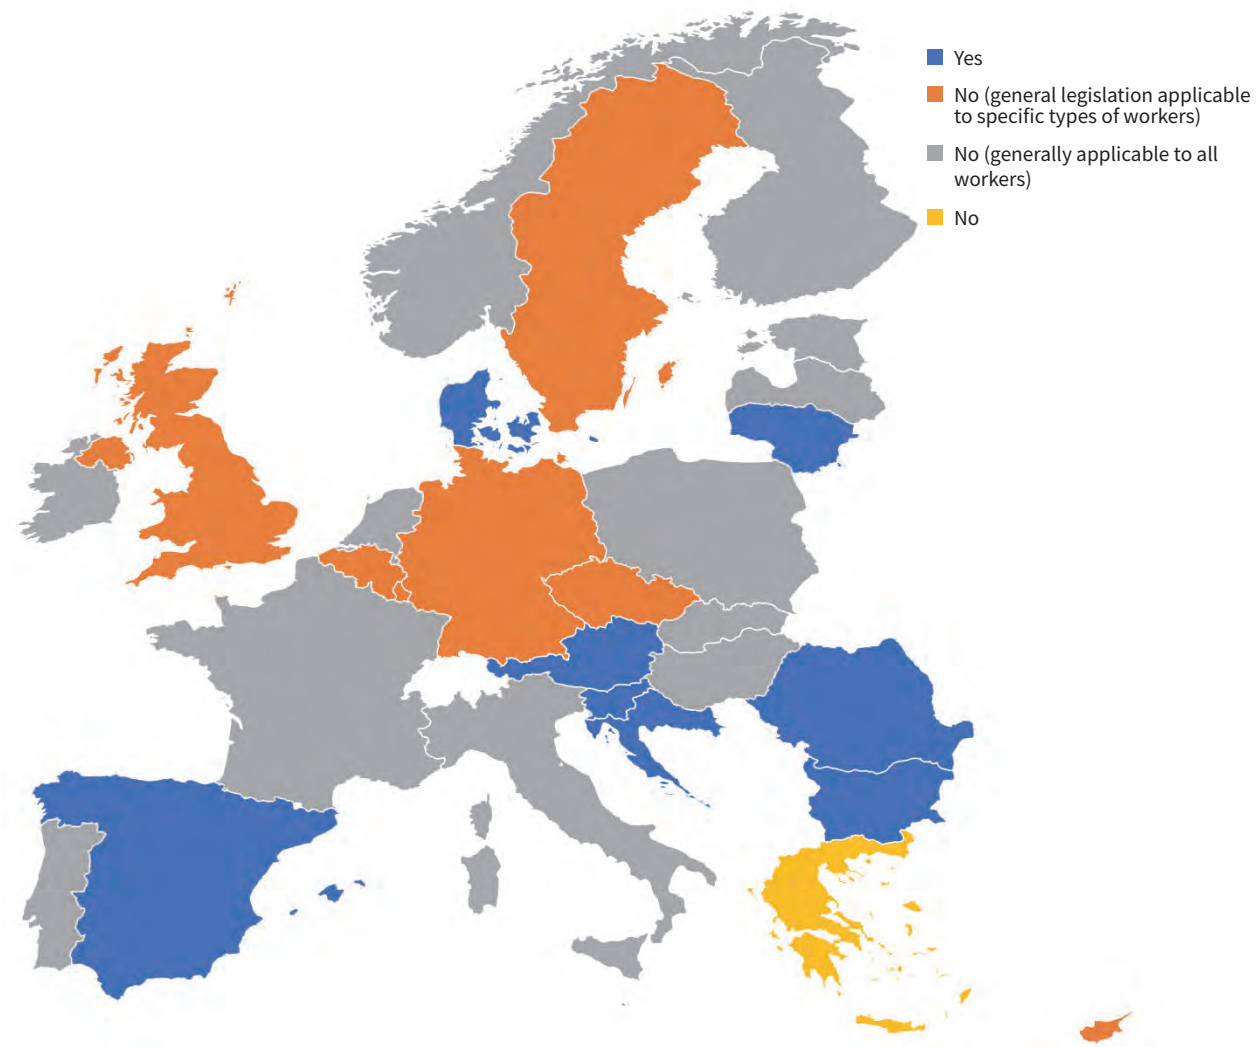 Yes
No (general legislation applicable
to specific types of workers)
No (generally applicable to all
workers)
No